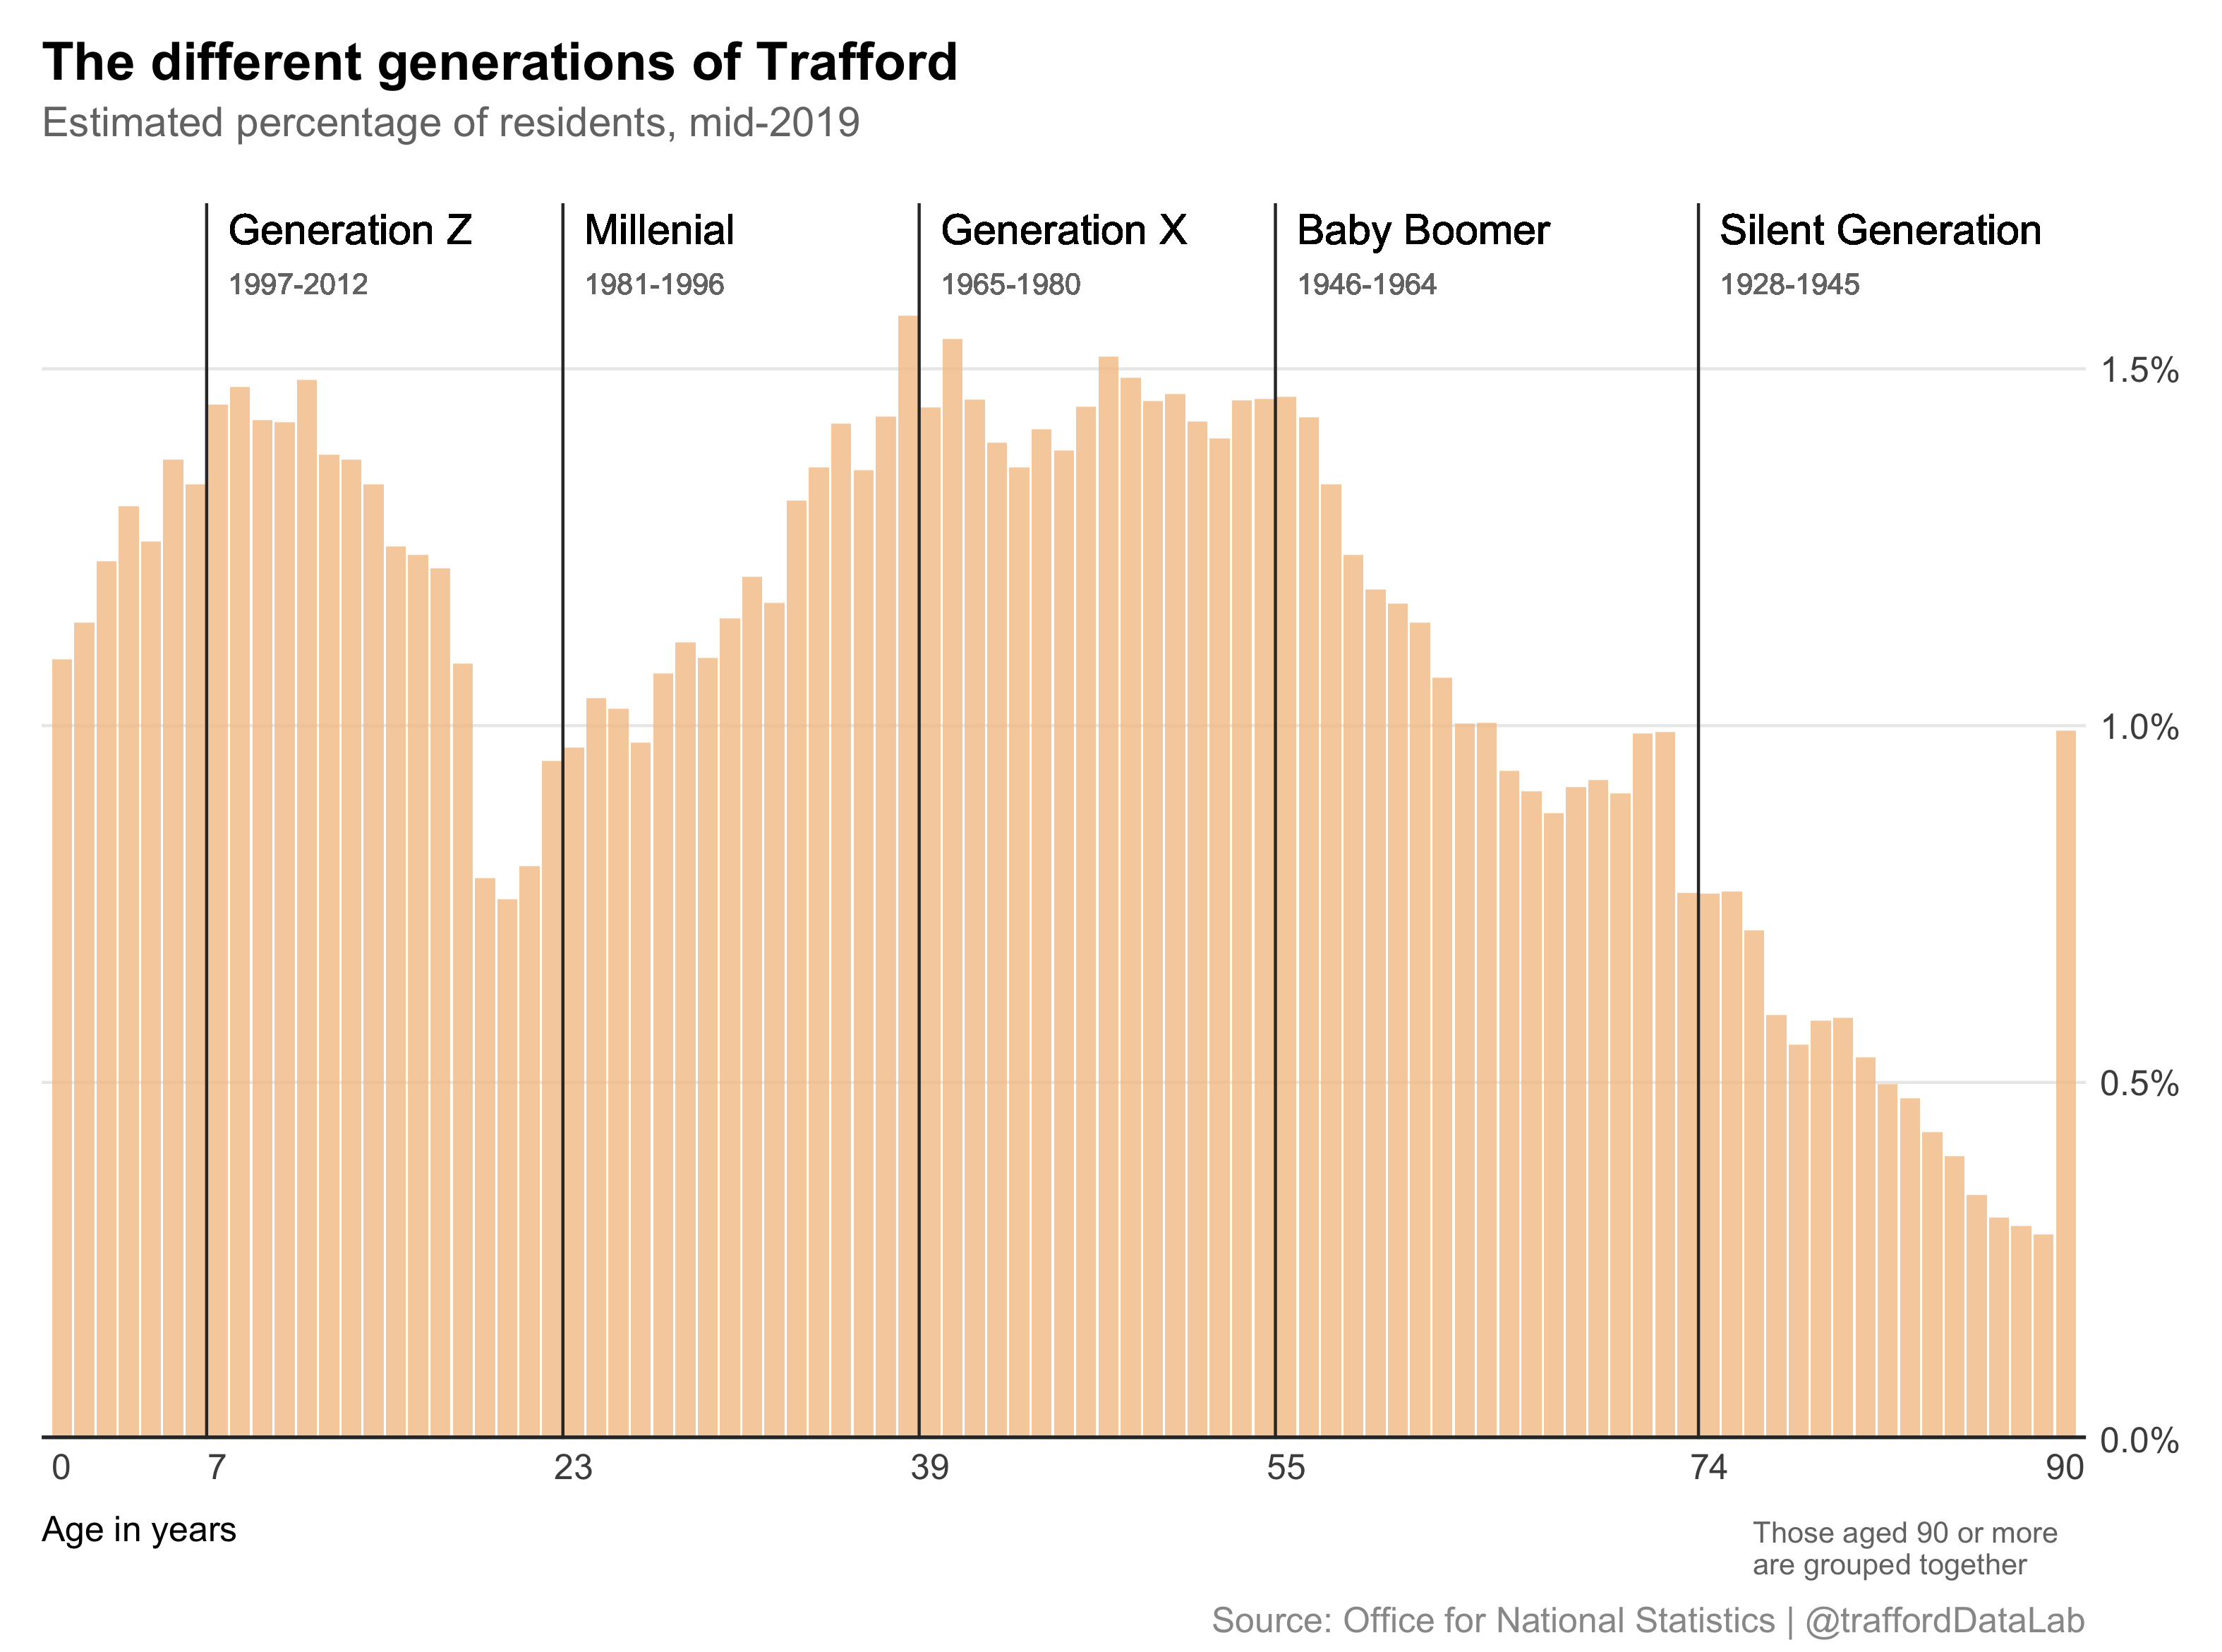 The different generations of Trafford
Estimated percentage of residents, mid-2019
Generation Z
1997-2012
Millenial
1981-1996
Generation X
1965-1980
Baby Boomer
1946-1964
Silent Generation
1928-1945
1.5%
1.0%
0.5%
0.0%
0 7 23 39 55 74 90
Age in years
Those aged 90 or more
are grouped together
Source: Office for National Statistics | @traffordDataLab